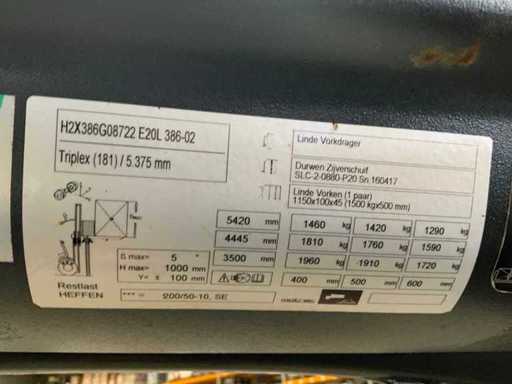 H2X386G08722 E20L 386-02
Triplex (181) / 5.375 mm
Linde Vorkdrager
Durwen Zijverschuif
SLC-2-0880-P20 Sn.160417
Linde Vorken (1 paar)
1150x100x45 (1500 kgx500 mm)
5420 mm 1460 kg 1420 kg 1290 kg
4445 mm 1810 kg 1760 kg 1590 kg
3500 mm 1960 kg 1910 kg 1720 kg
400 mm 500 mm 600 mm
ß max= 5 °
H max= 1000 mm
Y= ± 100 mm
Restlast
HEFFEN
*** = 200/50-10, SE